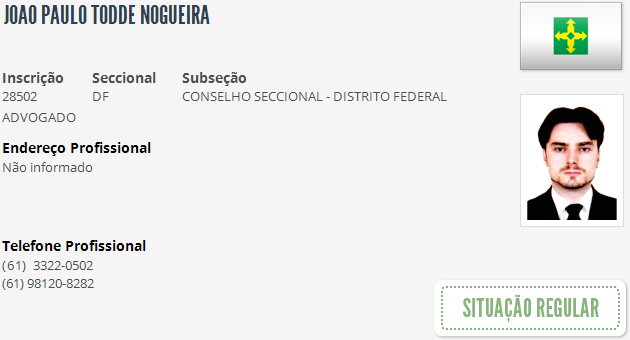 JOAO PAULO TODDE NOGUEIRA
Inscrição Seccional Subseção
28502 DF CONSELHO SECCIONAL - DISTRITO FEDERAL
ADVOGADO
Endereço Profissional
Não informado
Telefone Profissional
(61) 3322-0502
(61) 98120-8282
SITUAÇÃO REGULAR